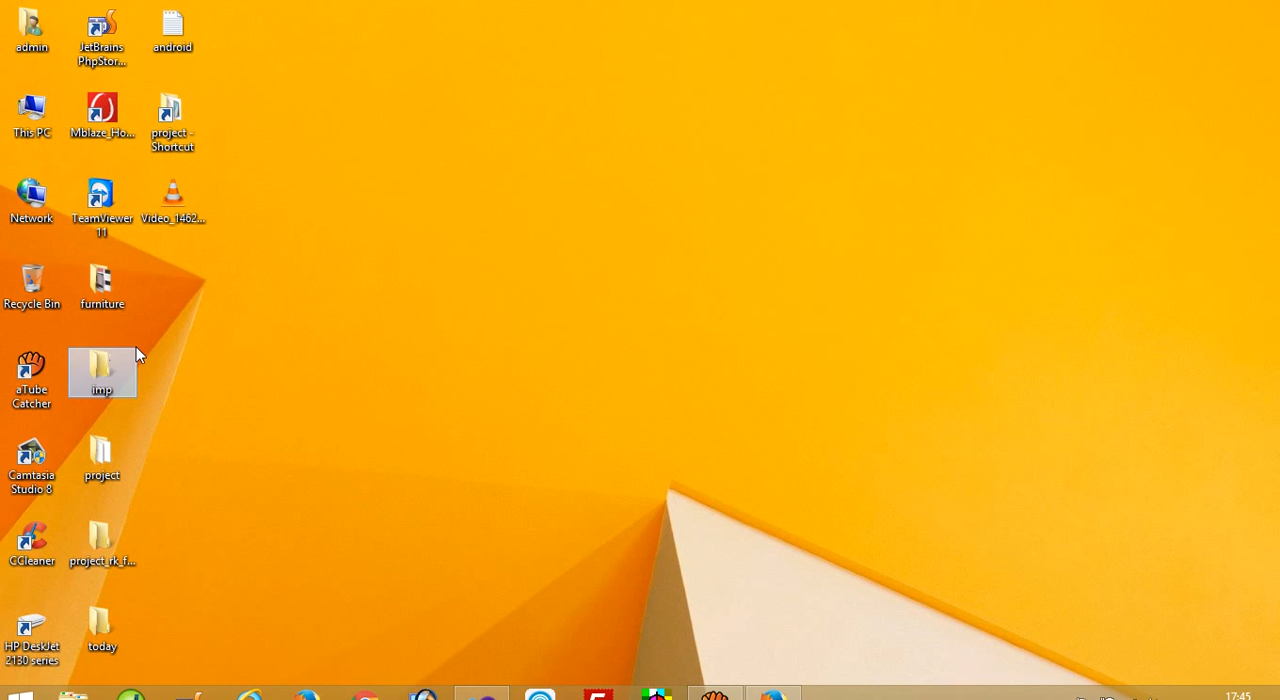 admin
JetBrains
PhpStor...
android
This PC
Mblaze_Ho...
project -
Shortcut
Network
TeamViewer
11
Video_1462...
Recycle Bin
furniture
aTube
Catcher
imp
Camtasia
Studio 8
project
CCleaner
project_rk_f...
HP DeskJet
2130 series
today
17:45